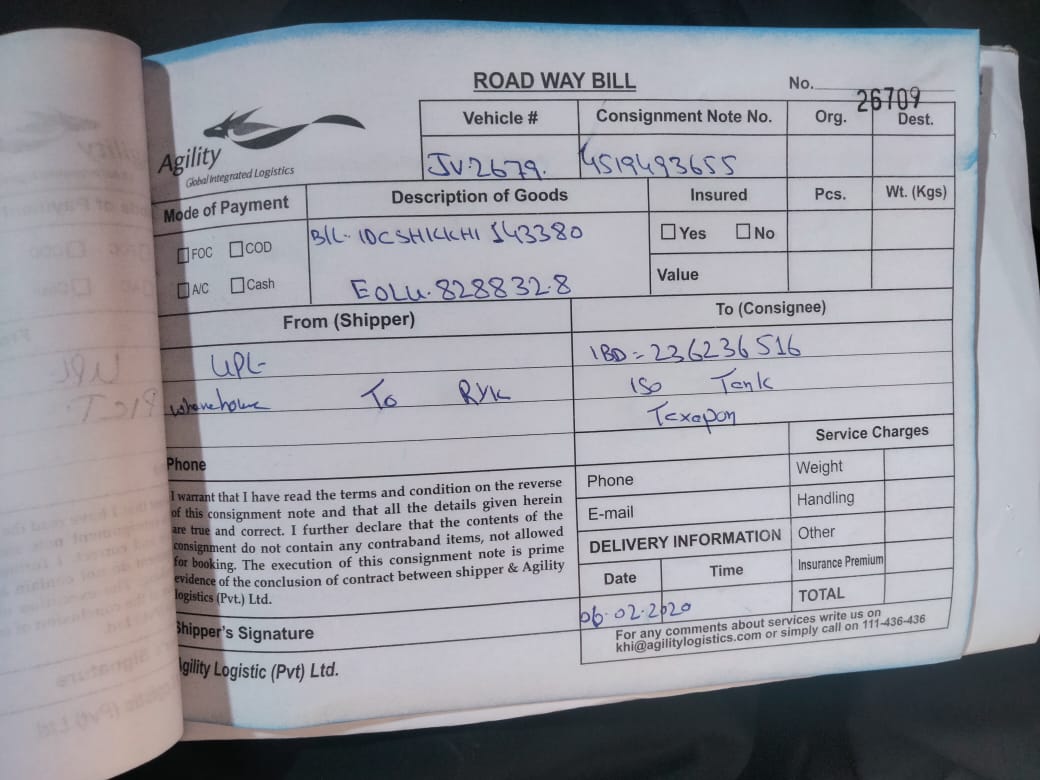 ROAD WAY BILL
No. 26709
Agility
Global Integrated Logistics
Vehicle #
Consignment Note No.
Org.
Dest.
JV.2679.
4519493655
Mode of Payment
Description of Goods
Insured
Pcs.
Wt. (Kgs)
FOC
COD
A/C
Cash
B/L-
143380
EOLU.828832.8
Yes
No
Value
From (Shipper)
To (Consignee)
UPL
warehouse To RYK
IBD = 236236516
ISO Tank
Texapon
Phone
Service Charges
I warrant that I have read the terms and condition on the reverse
of this consignment note and that all the details given herein
are true and correct. I further declare that the contents of the
consignment do not contain any contraband items, not allowed
for booking. The execution of this consignment note is prime
evidence of the conclusion of contract between shipper & Agility
logistics (Pvt.) Ltd.
Shipper's Signature
Agility Logistic (Pvt) Ltd.
Phone
E-mail
Weight
Handling
Other
Insurance Premium
TOTAL
DELIVERY INFORMATION
Date
Time
06.02.2020
For any comments about services write us on
khi@agilitylogistics.com or simply call on 111-436-436